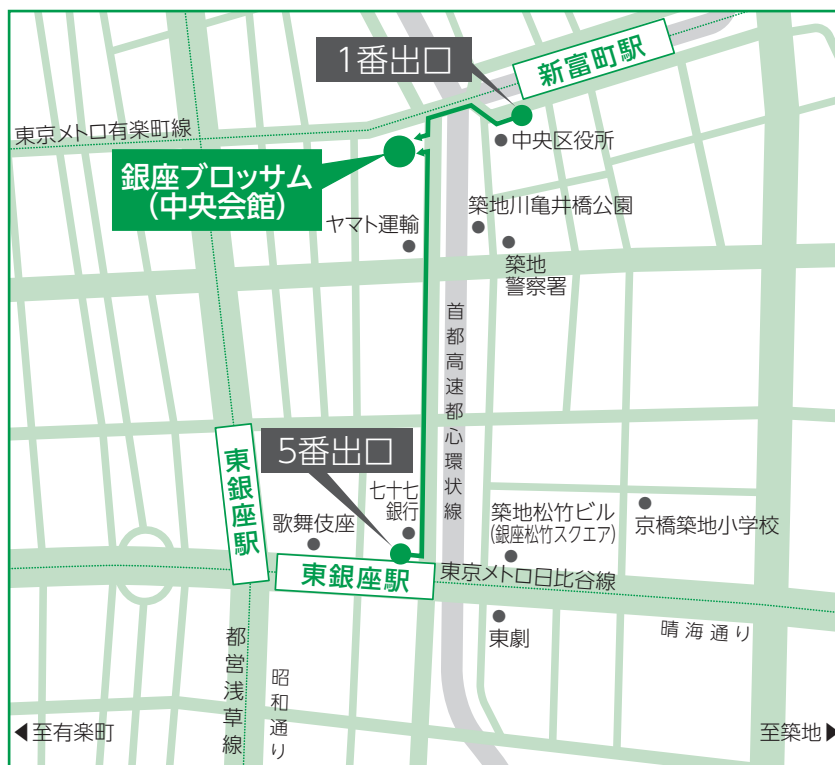 1番出口
新富町駅
東京メトロ有楽町線
中央区役所
銀座ブロッサム
(中央会館)
ヤマト運輸
築地川亀井橋公園
築地
警察署
首都高速都心環状線
東銀座駅
5番出口
七十七
銀行
歌舞伎座
築地松竹ビル
(銀座松竹スクエア)
京橋築地小学校
東銀座駅
東京メトロ日比谷線
東劇
晴海通り
都営浅草線
昭和通り
◀至有楽町
至築地▶